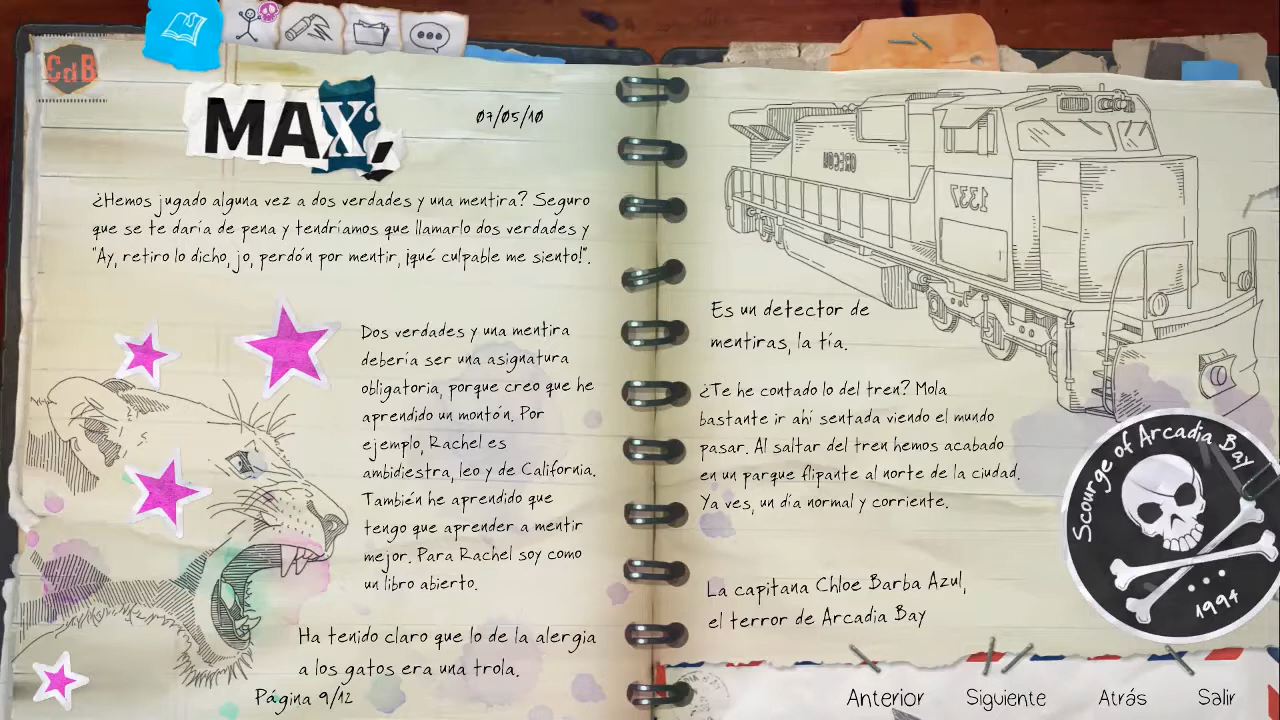 CdB
MAX,
07/05/10
¿Hemos jugado alguna vez a dos verdades y una mentira? Seguro
que se te daría de pena y tendríamos que llamarlo dos verdades y
"Ay, retiro lo dicho, jo, perdón por mentir, ¡qué culpable me siento!".
Dos verdades y una mentira
debería ser una asignatura
obligatoria, porque creo que he
aprendido un montón. Por
ejemplo, Rachel es
ambidiestra, leo y de California.
También he aprendido que
tengo que aprender a mentir
mejor. Para Rachel soy como
un libro abierto.
Ha tenido claro que lo de la alergia
a los gatos era una trola.
Página 9/12
OREGON
1337
Es un detector de
mentiras, la tía.
¿Te he contado lo del tren? Mola
bastante ir ahí sentada viendo el mundo
pasar. Al saltar del tren hemos acabado
en un parque flipante al norte de la ciudad.
Ya ves, un día normal y corriente.
La capitana Chloe Barba Azul,
el terror de Arcadia Bay
Scourge of Arcadia Bay
1994
Anterior Siguiente Atrás Salir